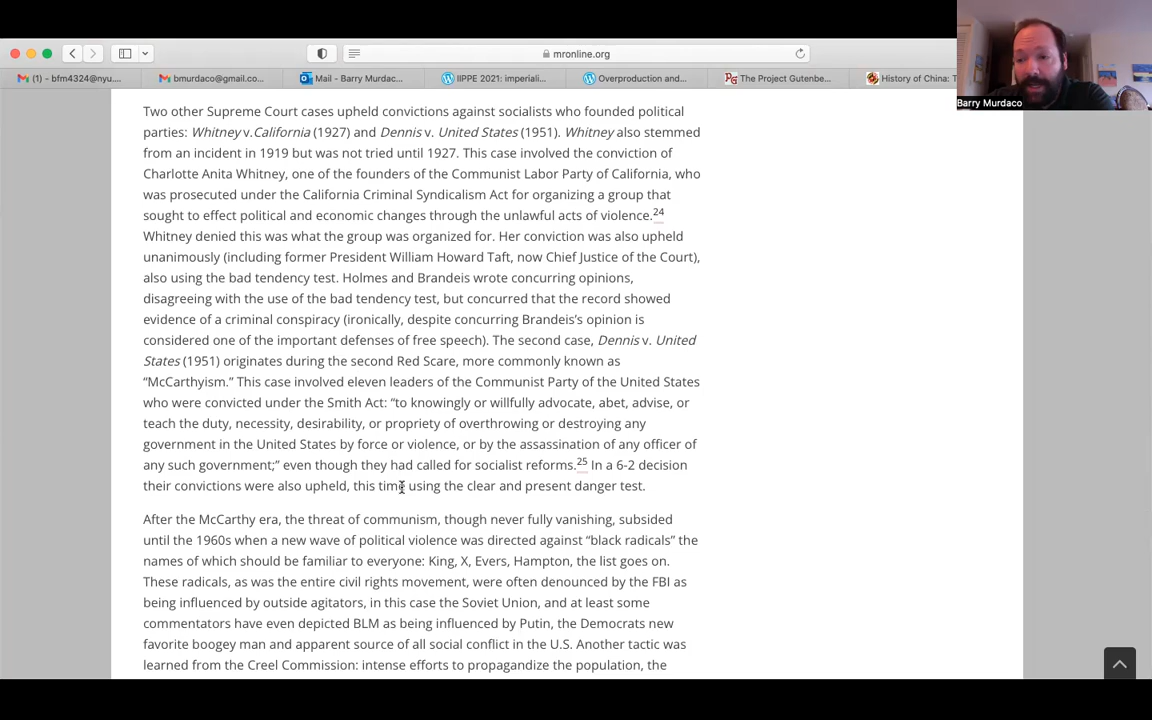 mronline.org
(1) - bfm4324@nyu....
bmurdaco@gmail.co...
Mail - Barry Murdac...
IIPPE 2021: imperiali...
Overproduction and...
The Project Gutenbe...
History of China: T
Barry Murdaco
Two other Supreme Court cases upheld convictions against socialists who founded political
parties: Whitney v.California (1927) and Dennis v. United States (1951). Whitney also stemmed
from an incident in 1919 but was not tried until 1927. This case involved the conviction of
Charlotte Anita Whitney, one of the founders of the Communist Labor Party of California, who
was prosecuted under the California Criminal Syndicalism Act for organizing a group that
sought to effect political and economic changes through the unlawful acts of violence.24
Whitney denied this was what the group was organized for. Her conviction was also upheld
unanimously (including former President William Howard Taft, now Chief Justice of the Court),
also using the bad tendency test. Holmes and Brandeis wrote concurring opinions,
disagreeing with the use of the bad tendency test, but concurred that the record showed
evidence of a criminal conspiracy (ironically, despite concurring Brandeis’s opinion is
considered one of the important defenses of free speech). The second case, Dennis v. United
States (1951) originates during the second Red Scare, more commonly known as
“McCarthyism.” This case involved eleven leaders of the Communist Party of the United States
who were convicted under the Smith Act: “to knowingly or willfully advocate, abet, advise, or
teach the duty, necessity, desirability, or propriety of overthrowing or destroying any
government in the United States by force or violence, or by the assassination of any officer of
any such government;” even though they had called for socialist reforms.25 In a 6-2 decision
their convictions were also upheld, this time using the clear and present danger test.
After the McCarthy era, the threat of communism, though never fully vanishing, subsided
until the 1960s when a new wave of political violence was directed against “black radicals” the
names of which should be familiar to everyone: King, X, Evers, Hampton, the list goes on.
These radicals, as was the entire civil rights movement, were often denounced by the FBI as
being influenced by outside agitators, in this case the Soviet Union, and at least some
commentators have even depicted BLM as being influenced by Putin, the Democrats new
favorite boogey man and apparent source of all social conflict in the U.S. Another tactic was
learned from the Creel Commission: intense efforts to propagandize the population, the